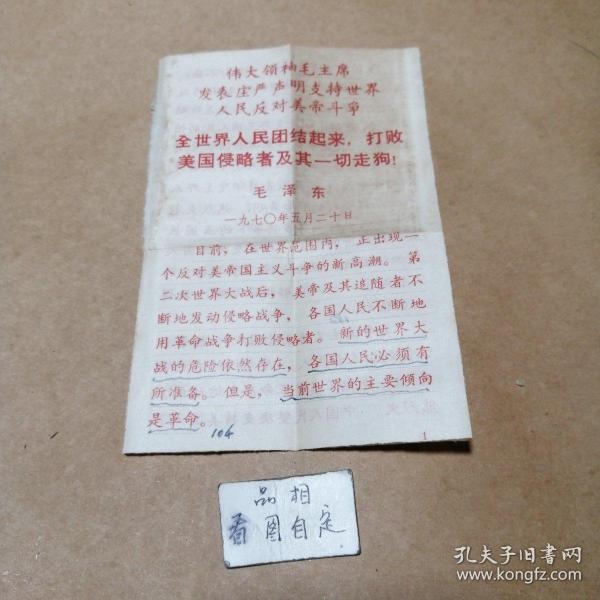 伟大领袖毛主席
发表庄严声明支持世界
人民反对美帝斗争
全世界人民团结起来，打败
美国侵略者及其一切走狗！
毛泽东
一九七〇年五月二十日
目前，在世界范围内，正出现一
个反对美帝国主义斗争的新高潮。第
二次世界大战后，美帝及其追随者不
断地发动侵略战争，各国人民不断地
用革命战争打败侵略者。新的世界大
战的危险依然存在，各国人民必须有
所准备。但是，当前世界的主要倾向
是革命。
104
1
品相
看图自定
孔夫子旧书网
www.kongfz.com